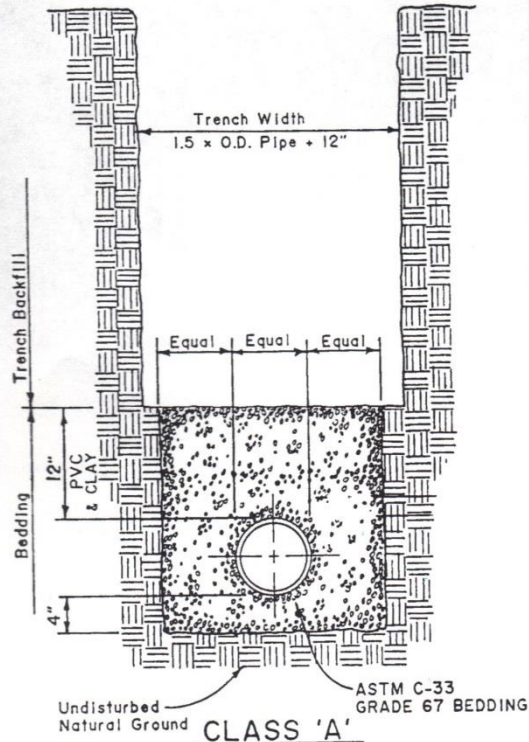 Trench Width
1.5 x O.D. Pipe + 12"
Trench Backfill
Equal Equal Equal
Bedding
12"
PVC
& CLAY
4"
Undisturbed
Natural Ground
ASTM C-33
GRADE 67 BEDDING
CLASS 'A'